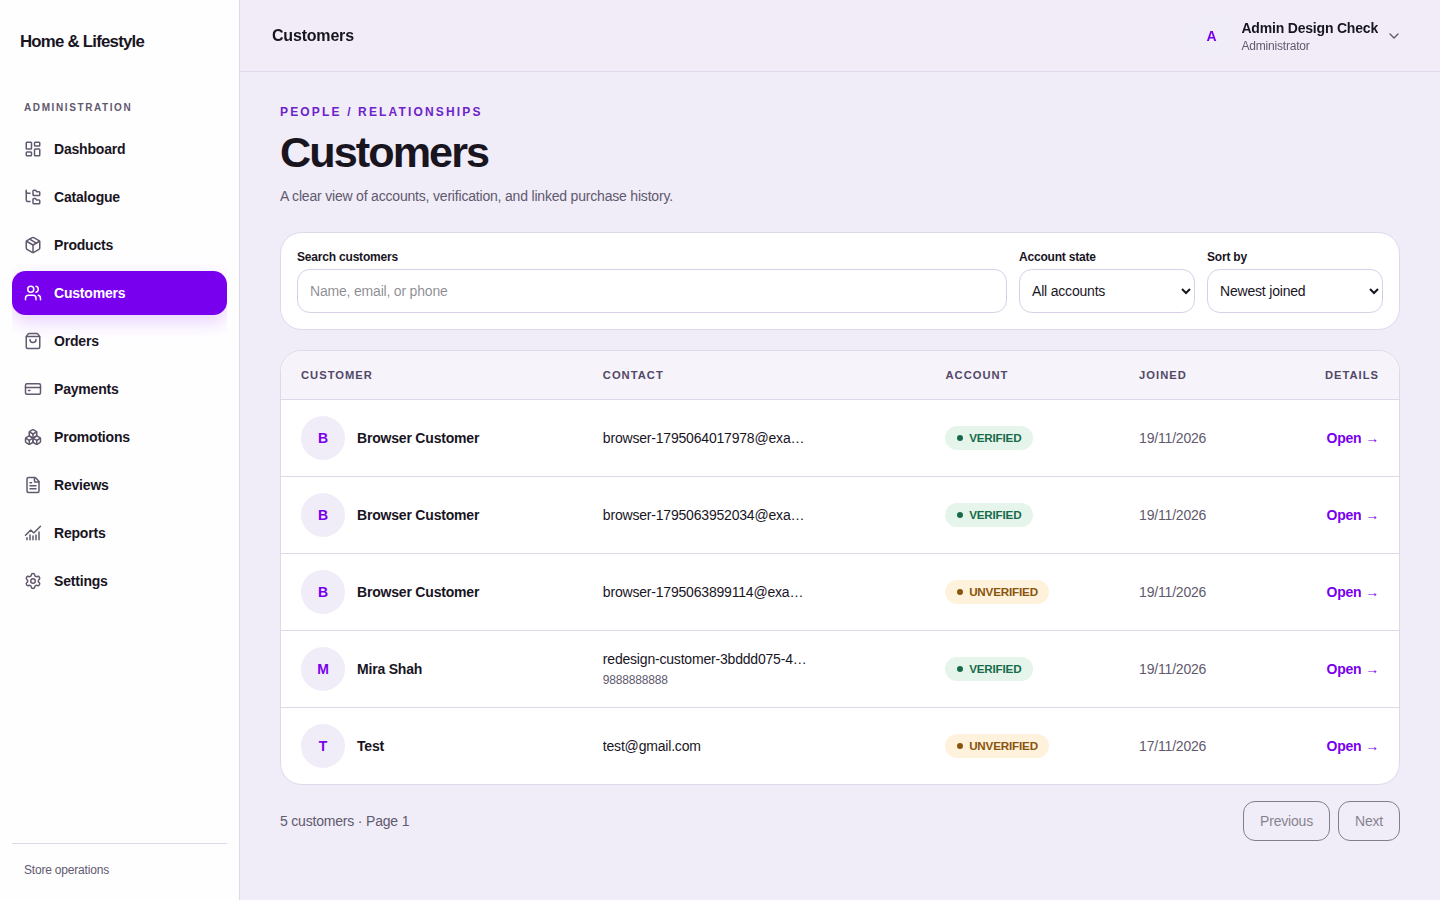 Home & Lifestyle
ADMINISTRATION
Dashboard
Catalogue
Products
Customers
Orders
Payments
Promotions
Reviews
Reports
Settings
Store operations
Customers
A
Admin Design Check
Administrator
PEOPLE / RELATIONSHIPS
Customers
A clear view of accounts, verification, and linked purchase history.
Search customers
Account state
Sort by
Name, email, or phone
All accounts
Newest joined
CUSTOMER CONTACT ACCOUNT JOINED DETAILS
B Browser Customer browser-1795064017978@exa… VERIFIED 19/11/2026 Open →
B Browser Customer browser-1795063952034@exa… VERIFIED 19/11/2026 Open →
B Browser Customer browser-1795063899114@exa… UNVERIFIED 19/11/2026 Open →
M Mira Shah redesign-customer-3bddd075-4… VERIFIED 19/11/2026 Open →
9888888888
T Test test@gmail.com UNVERIFIED 17/11/2026 Open →
5 customers · Page 1
Previous
Next